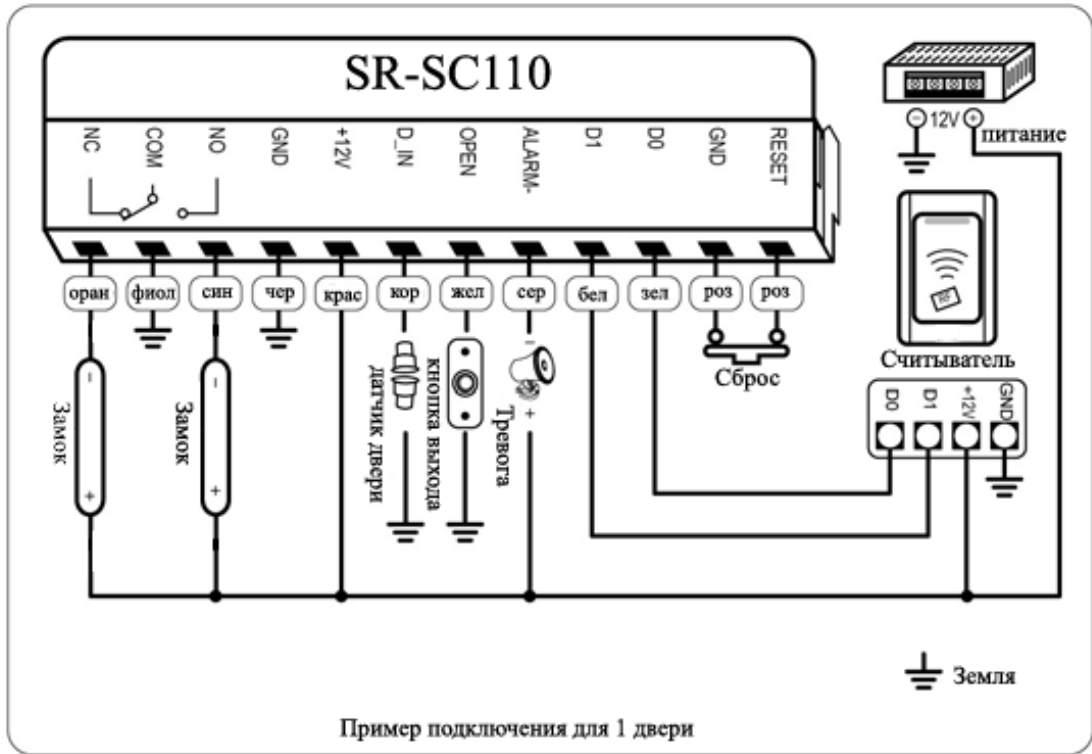 SR-SC110
NC COM NO GND +12V D_IN OPEN ALARM- D1 D0 GND RESET
− 12V +
питание
оран фиол син чер крас кор жел сер бел зел роз роз
RF
Считыватель
D0 D1 +12V GND
Сброс
− − −
Замок Замок датчик двери кнопка выхода Тревога
+ + +
Земля
Пример подключения для 1 двери